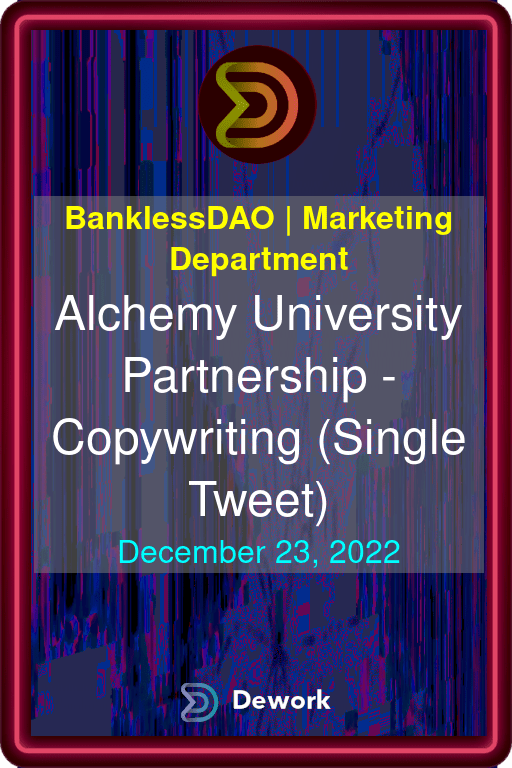 BanklessDAO | Marketing
Department
Alchemy University
Partnership -
Copywriting (Single
Tweet)
December 23, 2022
Dework